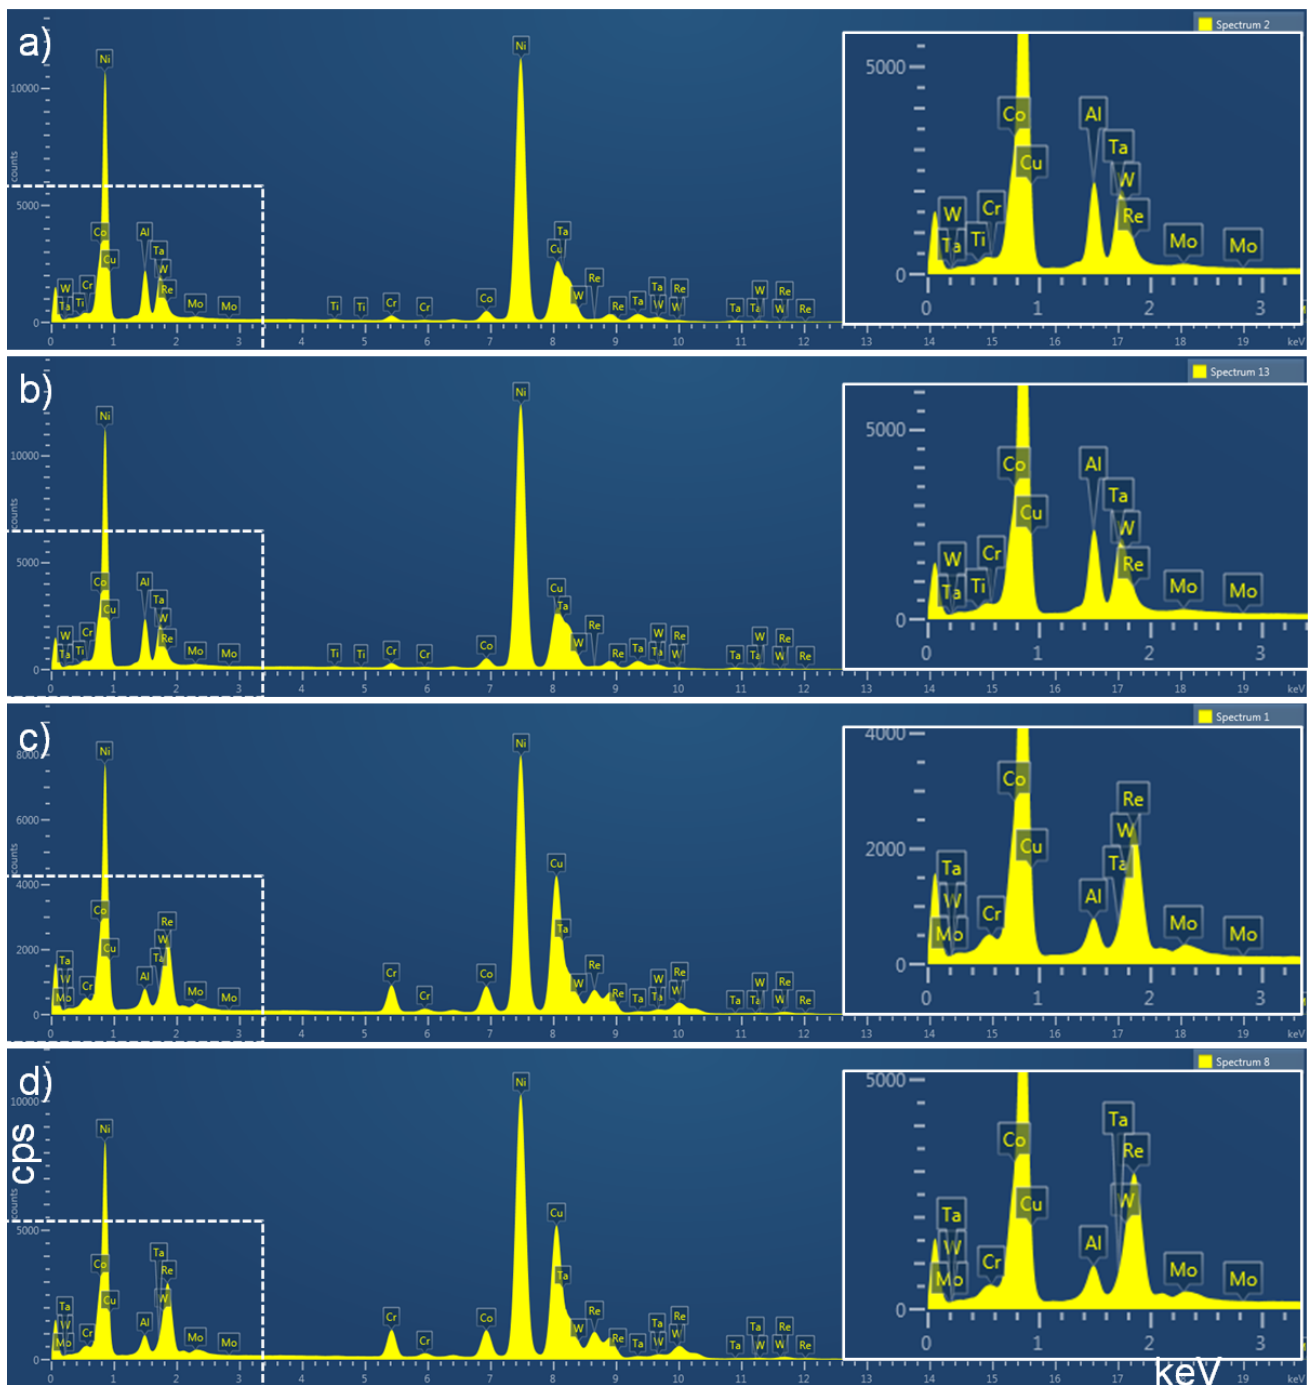 a)
Spectrum 2
counts
10000
5000
0
Ni
Co
Cu
Al
Ta
W
Re
W
Ta
Ti
Cr
Mo
Mo
Ti
Ti
Cr
Cr
Co
Ni
Cu
Ta
W
Re
Re
Ta
Ta
W
Re
W
Ta
W
Ta
Re
W
Re
0 1 2 3 4 5 6 7 8 9 10 11 12 13 14 15 16 17 18 19 keV
5000
0
W
Ta
Ti
Cr
Co
Cu
Al
Ta
W
Re
Mo
Mo
0 1 2 3
b)
Spectrum 13
counts
10000
5000
0
Ni
Co
Cu
Al
Ta
W
Re
W
Ta
Ti
Cr
Mo
Mo
Ti
Ti
Cr
Cr
Co
Ni
Cu
Ta
W
Re
Re
Ta
W
Ta
Re
W
Ta
W
Ta
Re
W
Re
0 1 2 3 4 5 6 7 8 9 10 11 12 13 14 15 16 17 18 19 keV
5000
0
W
Ta
Ti
Cr
Co
Cu
Al
Ta
W
Re
Mo
Mo
0 1 2 3
c)
Spectrum 1
counts
8000
6000
4000
2000
0
Ni
Co
Cu
Al
Re
W
Ta
Ta
W
Mo
Cr
Mo
Mo
Cr
Cr
Co
Ni
Cu
Ta
W
Re
Re
Ta
W
Ta
Re
W
Ta
W
Ta
Re
W
Re
0 1 2 3 4 5 6 7 8 9 10 11 12 13 14 15 16 17 18 19 keV
4000
2000
0
Ta
W
Mo
Cr
Co
Cu
Al
Re
W
Ta
Mo
Mo
0 1 2 3
d)
Spectrum 8
cps
counts
10000
5000
0
Ni
Co
Cu
Al
Ta
Re
W
Ta
W
Mo
Cr
Mo
Mo
Cr
Cr
Co
Ni
Cu
Ta
W
Re
Re
Ta
Ta
W
Re
W
Ta
Ta
W
Re
W
Re
0 1 2 3 4 5 6 7 8 9 10 11 12 13 14 15 16 17 18 19 keV
5000
0
Ta
W
Mo
Cr
Co
Cu
Al
Ta
Re
W
Mo
Mo
0 1 2 3
keV